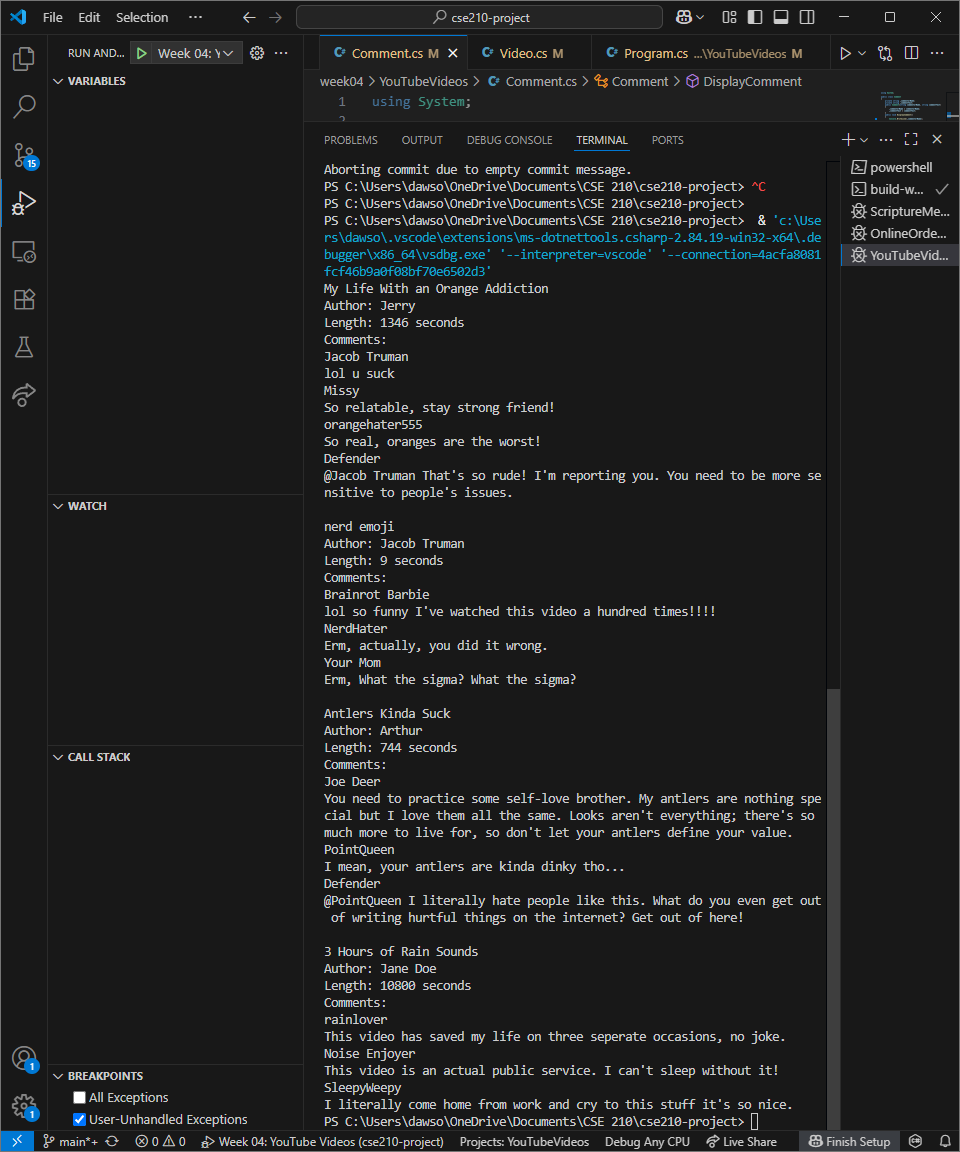 File Edit Selection ··· cse210-project
RUN AND... Week 04: Y ···
VARIABLES
WATCH
CALL STACK
BREAKPOINTS
All Exceptions
User-Unhandled Exceptions
15
1
1
Comment.cs M Video.cs M Program.cs ...\YouTubeVideos M ···
week04 > YouTubeVideos > Comment.cs > Comment > DisplayComment
1 using System;
2
PROBLEMS OUTPUT DEBUG CONSOLE TERMINAL PORTS ···
Aborting commit due to empty commit message.
PS C:\Users\dawso\OneDrive\Documents\CSE 210\cse210-project> ^C
PS C:\Users\dawso\OneDrive\Documents\CSE 210\cse210-project>
PS C:\Users\dawso\OneDrive\Documents\CSE 210\cse210-project>  & 'c:\Use
rs\dawso\.vscode\extensions\ms-dotnettools.csharp-2.84.19-win32-x64\.de
bugger\x86_64\vsdbg.exe' '--interpreter=vscode' '--connection=4acfa8081
fcf46b9a0f08bf70e6502d3'
My Life With an Orange Addiction
Author: Jerry
Length: 1346 seconds
Comments:
Jacob Truman
lol u suck
Missy
So relatable, stay strong friend!
orangehater555
So real, oranges are the worst!
Defender
@Jacob Truman That's so rude! I'm reporting you. You need to be more se
nsitive to people's issues.
nerd emoji
Author: Jacob Truman
Length: 9 seconds
Comments:
Brainrot Barbie
lol so funny I've watched this video a hundred times!!!!
NerdHater
Erm, actually, you did it wrong.
Your Mom
Erm, What the sigma? What the sigma?
Antlers Kinda Suck
Author: Arthur
Length: 744 seconds
Comments:
Joe Deer
You need to practice some self-love brother. My antlers are nothing spe
cial but I love them all the same. Looks aren't everything; there's so
much more to live for, so don't let your antlers define your value.
PointQueen
I mean, your antlers are kinda dinky tho...
Defender
@PointQueen I literally hate people like this. What do you even get out
 of writing hurtful things on the internet? Get out of here!
3 Hours of Rain Sounds
Author: Jane Doe
Length: 10800 seconds
Comments:
rainlover
This video has saved my life on three seperate occasions, no joke.
Noise Enjoyer
This video is an actual public service. I can't sleep without it!
SleepyWeepy
I literally come home from work and cry to this stuff it's so nice.
PS C:\Users\dawso\OneDrive\Documents\CSE 210\cse210-project>
powershell
build-w...
ScriptureMe...
OnlineOrde...
YouTubeVid...
main*+ 0 0 Week 04: YouTube Videos (cse210-project) Projects: YouTubeVideos Debug Any CPU Live Share Finish Setup